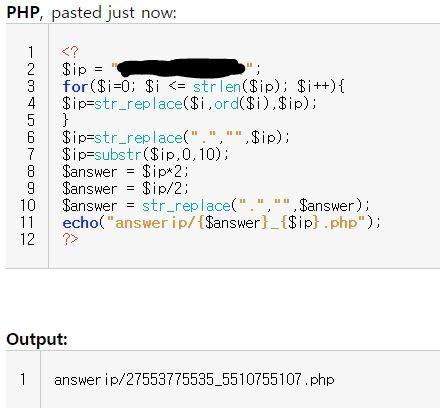 PHP, pasted just now:
1 <?
2 $ip = "";
3 for($i=0; $i <= strlen($ip); $i++){
4 $ip=str_replace($i,ord($i),$ip);
5 }
6 $ip=str_replace(".","",$ip);
7 $ip=substr($ip,0,10);
8 $answer = $ip*2;
9 $answer = $ip/2;
10 $answer = str_replace(".","",$answer);
11 echo("answerip/{$answer}_{$ip}.php");
12 ?>
Output:
1 answerip/27553775535_5510755107.php